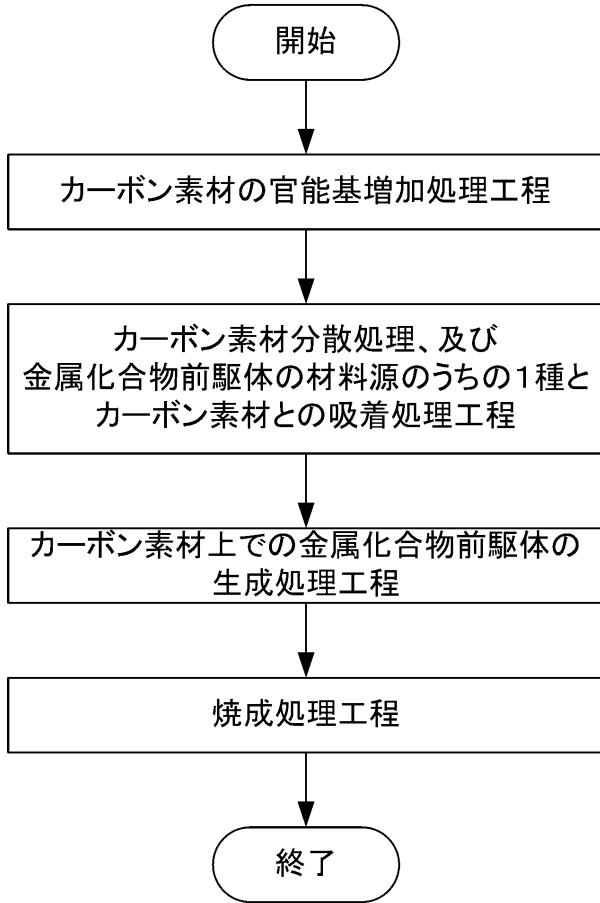 開始
カーボン素材の官能基増加処理工程
カーボン素材分散処理、及び
金属化合物前駆体の材料源のうちの１種と
カーボン素材との吸着処理工程
カーボン素材上での金属化合物前駆体の
生成処理工程
焼成処理工程
終了